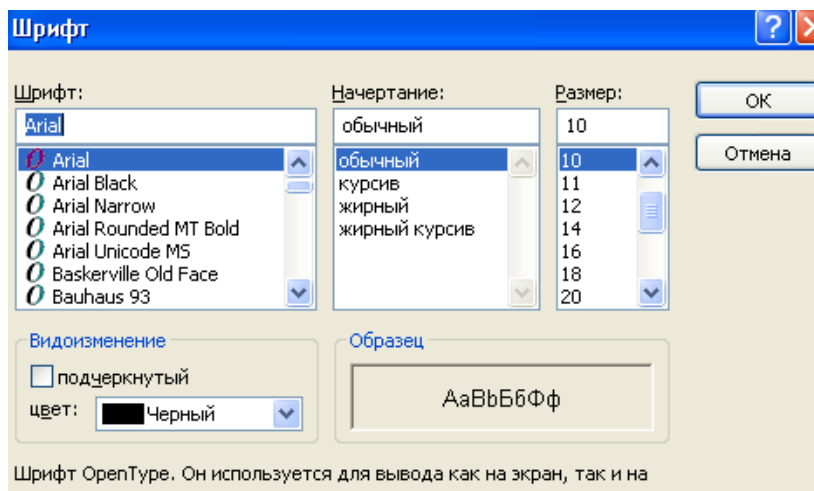 Шрифт
Шрифт: Начертание: Размер:
Arial обычный 10 ОК
Arial обычный 10 Отмена
Arial Black курсив 11
Arial Narrow жирный 12
Arial Rounded MT Bold жирный курсив 14
Arial Unicode MS 16
Baskerville Old Face 18
Bauhaus 93 20
Видоизменение Образец
подчеркнутый
цвет: Черный АаВbБбФф
Шрифт OpenType. Он используется для вывода как на экран, так и на